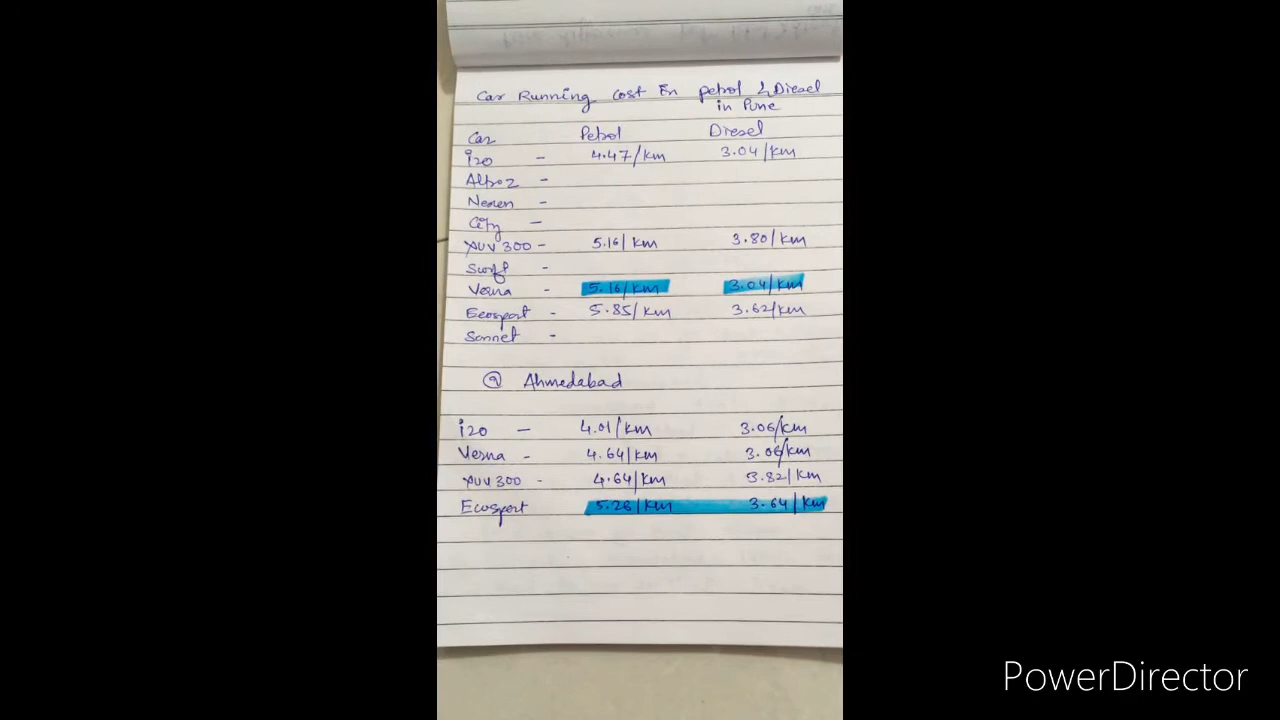 Car Running cost in petrol & Diesel
in Pune
Car Petrol Diesel
i20 - 4.47/km 3.04/km
Altroz -
Nexen -
City -
XUV 300 - 5.16/km 3.80/km
Swift -
Verna - 5.16/km 3.04/km
Ecosport - 5.85/km 3.62/km
Sonnet -
@ Ahmedabad
i20 - 4.01/km 3.06/km
Verna - 4.64/km 3.06/km
XUV 300 - 4.64/km 3.82/km
Ecosport 5.26/km 3.64/km
PowerDirector